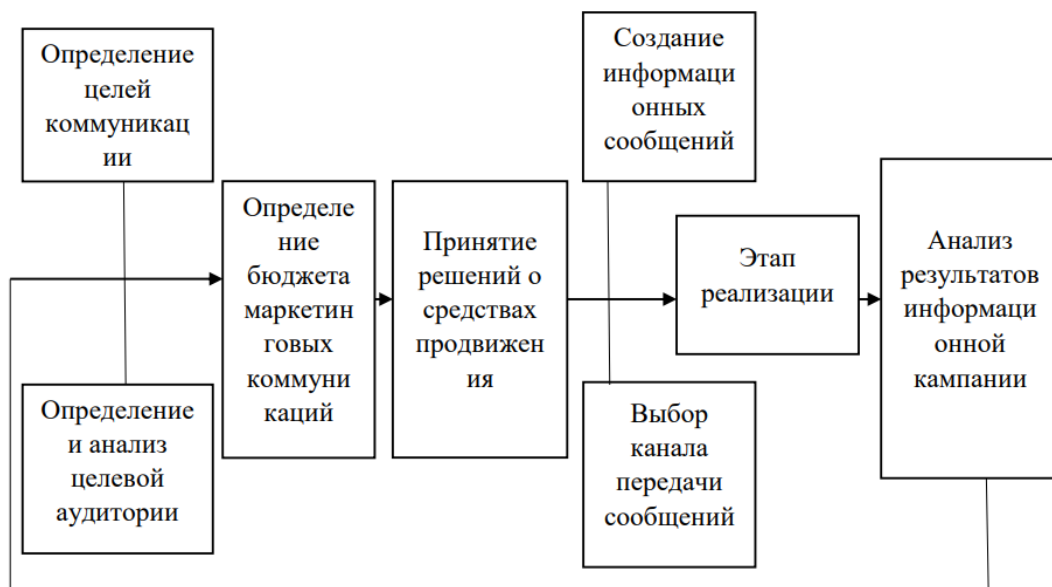 Определение
целей
коммуникац
ии
Определение
и анализ
целевой
аудитории
Определе
ние
бюджета
маркетин
говых
коммуни
каций
Принятие
решений о
средствах
продвижен
ия
Создание
информаци
онных
сообщений
Выбор
канала
передачи
сообщений
Этап
реализации
Анализ
результатов
информаци
онной
кампании